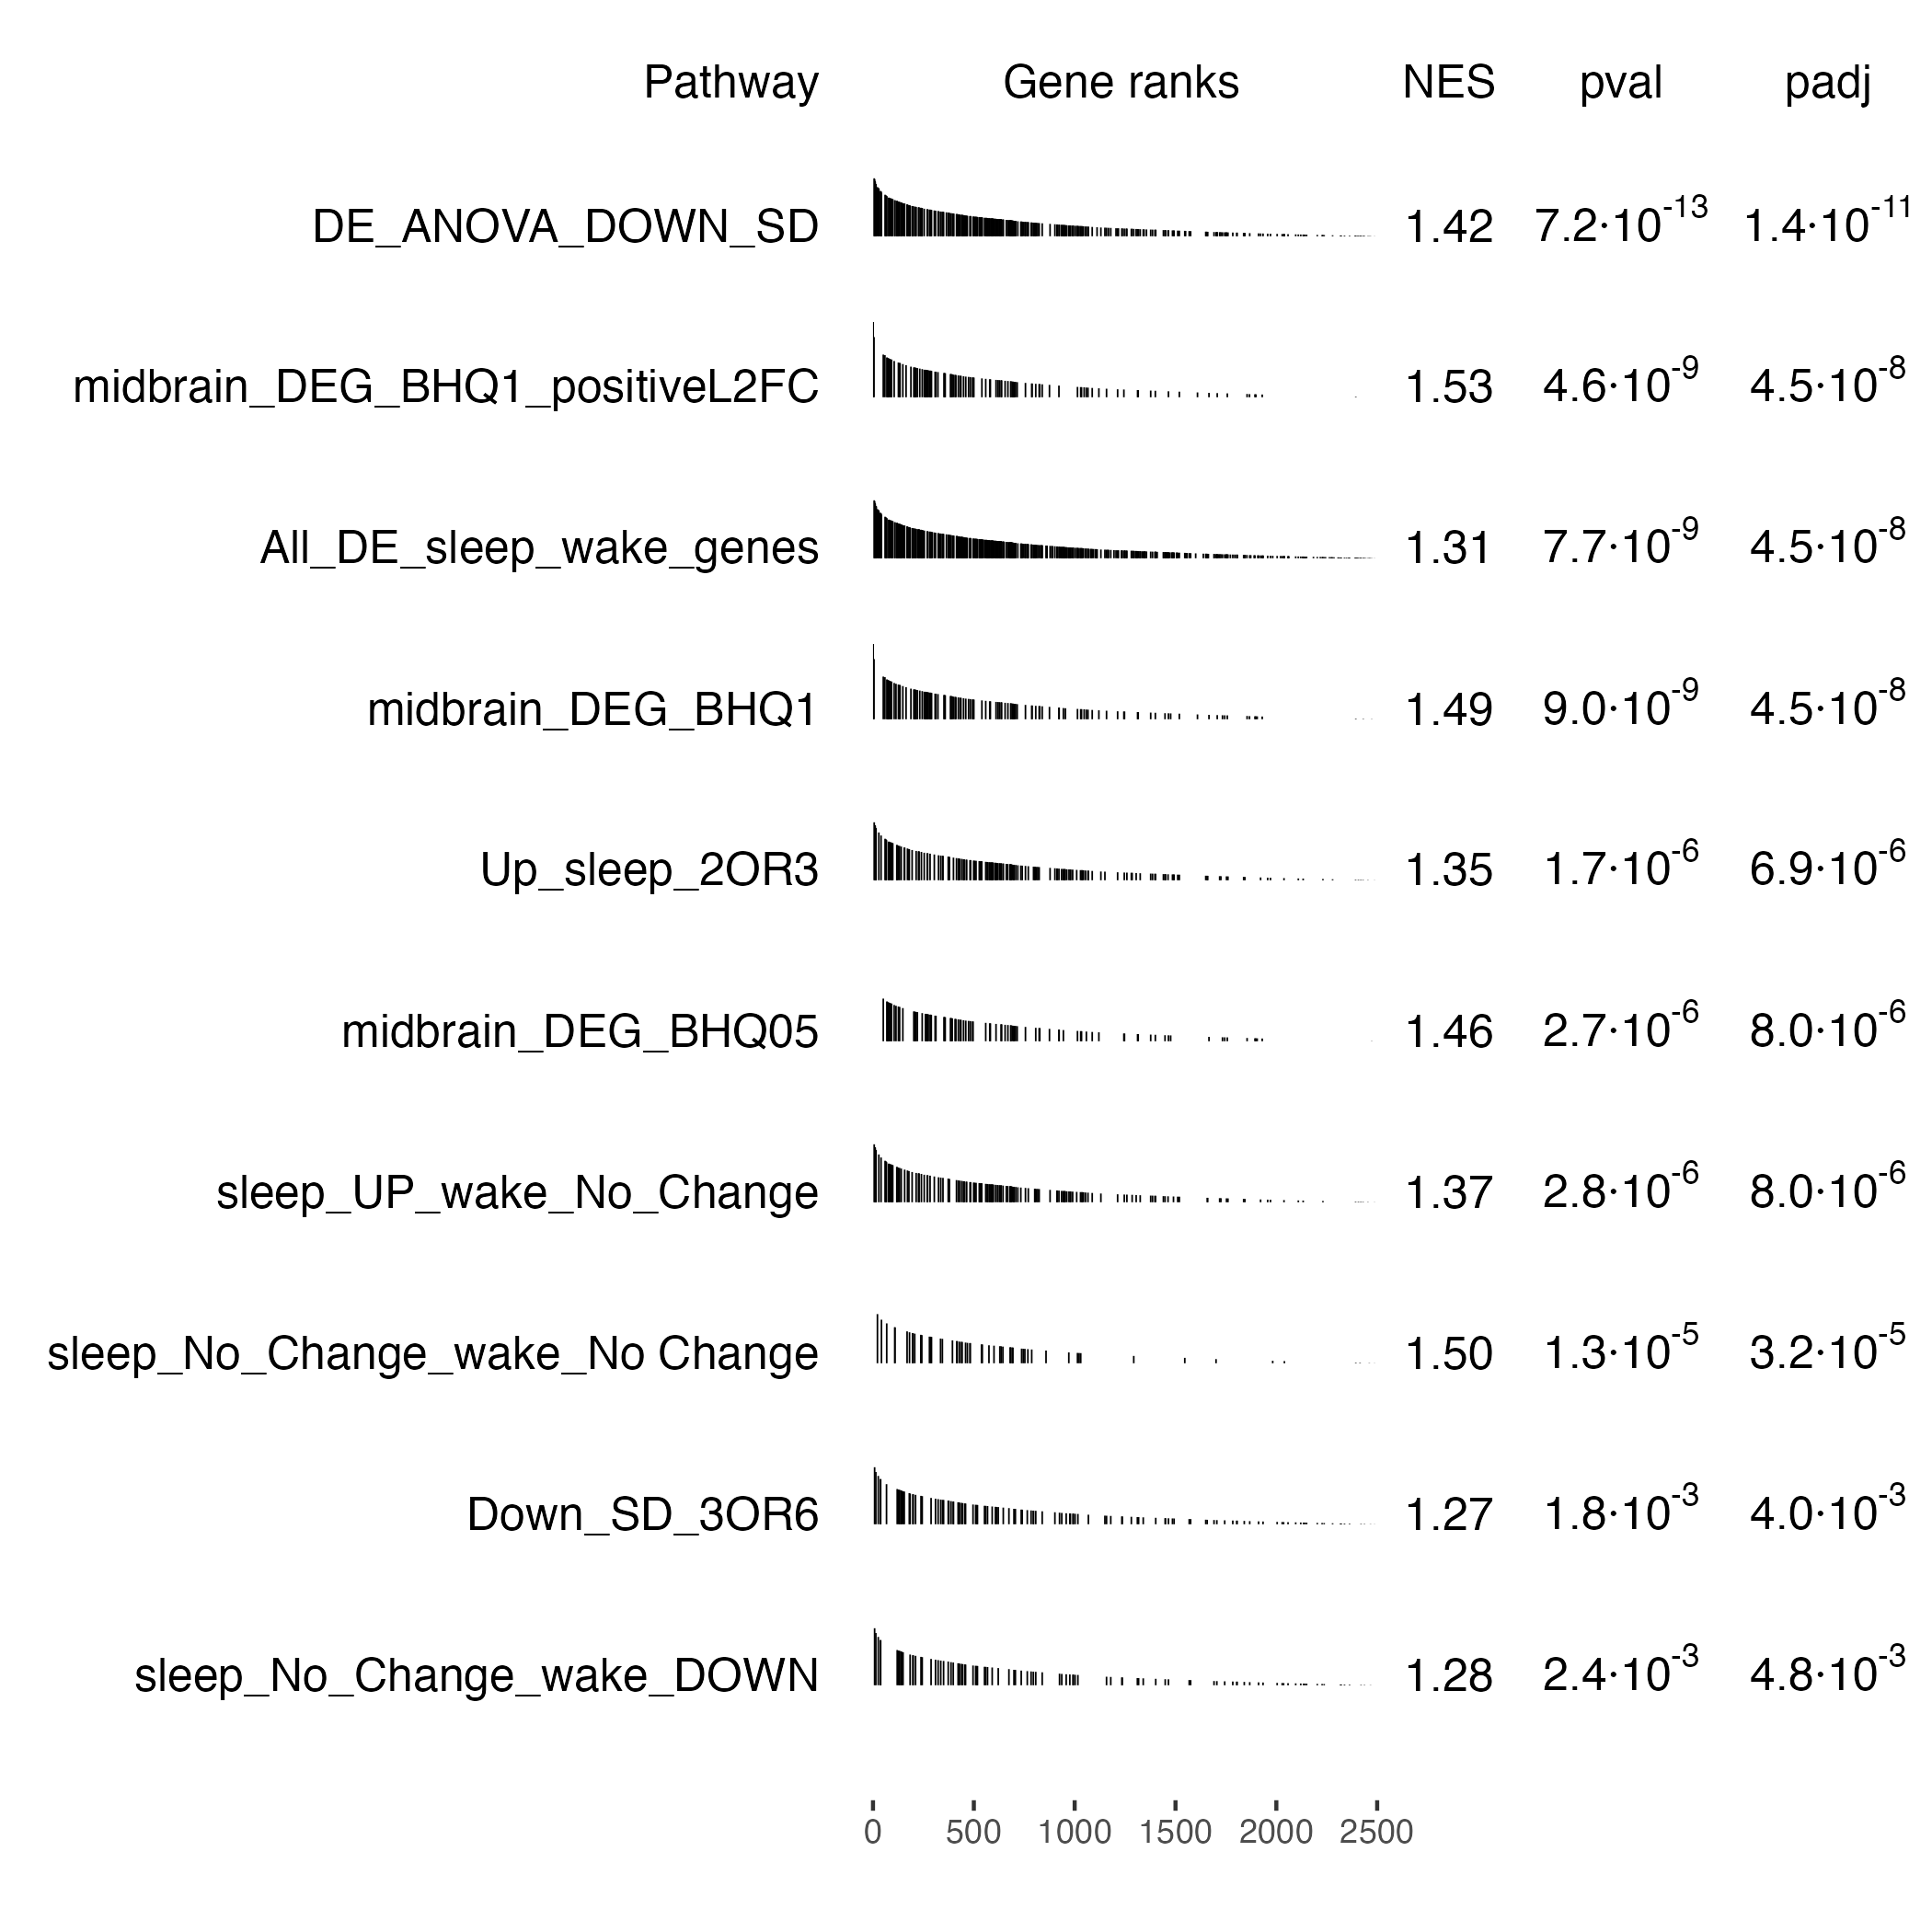 Pathway Gene ranks NES pval padj
DE_ANOVA_DOWN_SD 1.42 7.2·10^-13 1.4·10^-11
midbrain_DEG_BHQ1_positiveL2FC 1.53 4.6·10^-9 4.5·10^-8
All_DE_sleep_wake_genes 1.31 7.7·10^-9 4.5·10^-8
midbrain_DEG_BHQ1 1.49 9.0·10^-9 4.5·10^-8
Up_sleep_2OR3 1.35 1.7·10^-6 6.9·10^-6
midbrain_DEG_BHQ05 1.46 2.7·10^-6 8.0·10^-6
sleep_UP_wake_No_Change 1.37 2.8·10^-6 8.0·10^-6
sleep_No_Change_wake_No Change 1.50 1.3·10^-5 3.2·10^-5
Down_SD_3OR6 1.27 1.8·10^-3 4.0·10^-3
sleep_No_Change_wake_DOWN 1.28 2.4·10^-3 4.8·10^-3
0 500 1000 1500 2000 2500